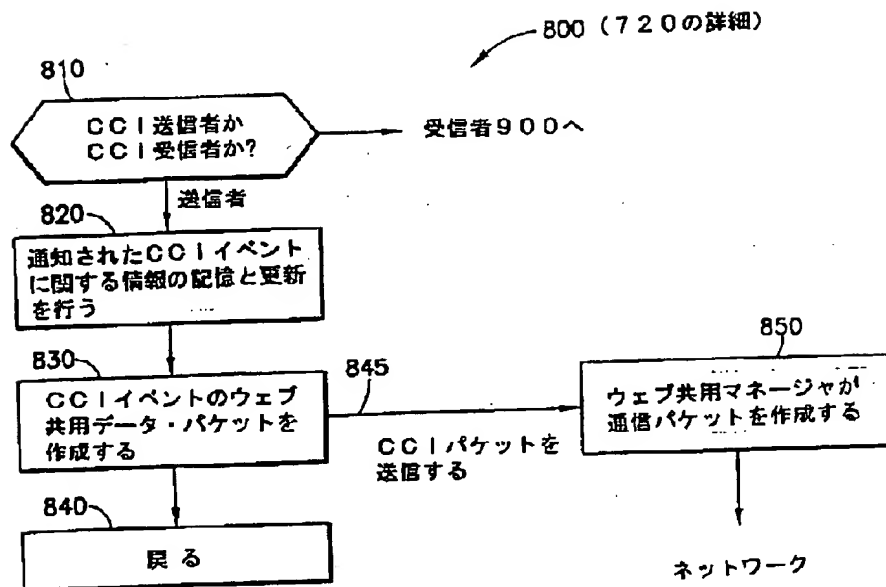 800（720の詳細）
810
CCI送信者か
CCI受信者か?
受信者900へ
送信者
820
通知されたCCIイベント
に関する情報の記憶と更新
を行う
830
CCIイベントのウェブ
共用データ・パケットを
作成する
845
CCIパケットを
送信する
850
ウェブ共用マネージャが
通信パケットを作成する
840
戻る
ネットワーク